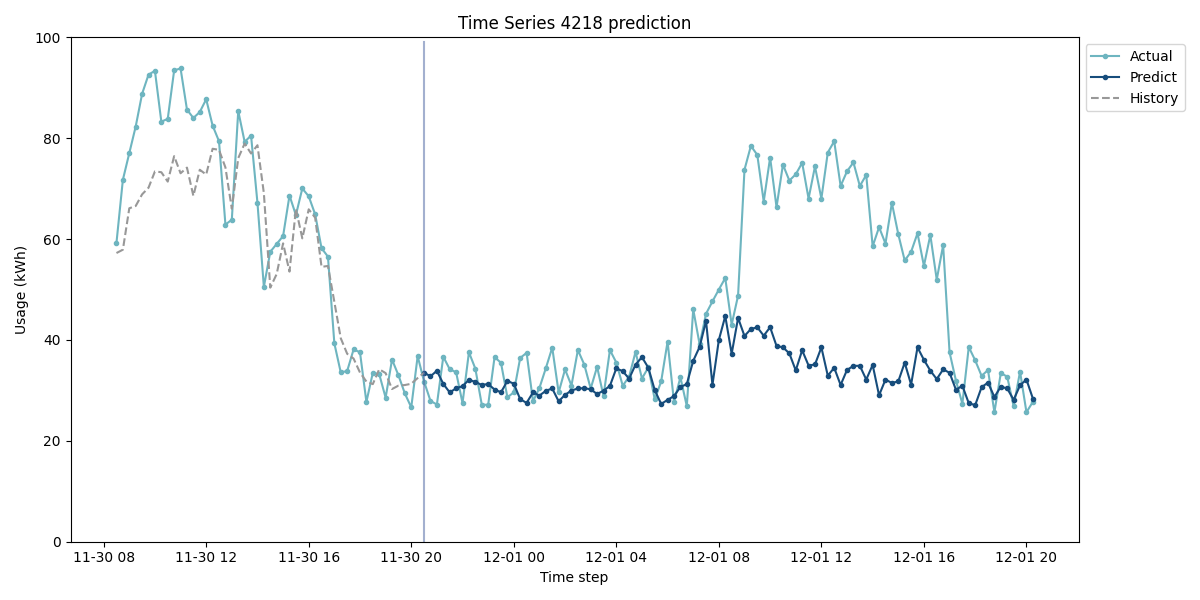 Time Series 4218 prediction
Usage (kWh)
100
80
60
40
20
0
11-30 08
11-30 12
11-30 16
11-30 20
12-01 00
12-01 04
12-01 08
12-01 12
12-01 16
12-01 20
Time step
Actual
Predict
History